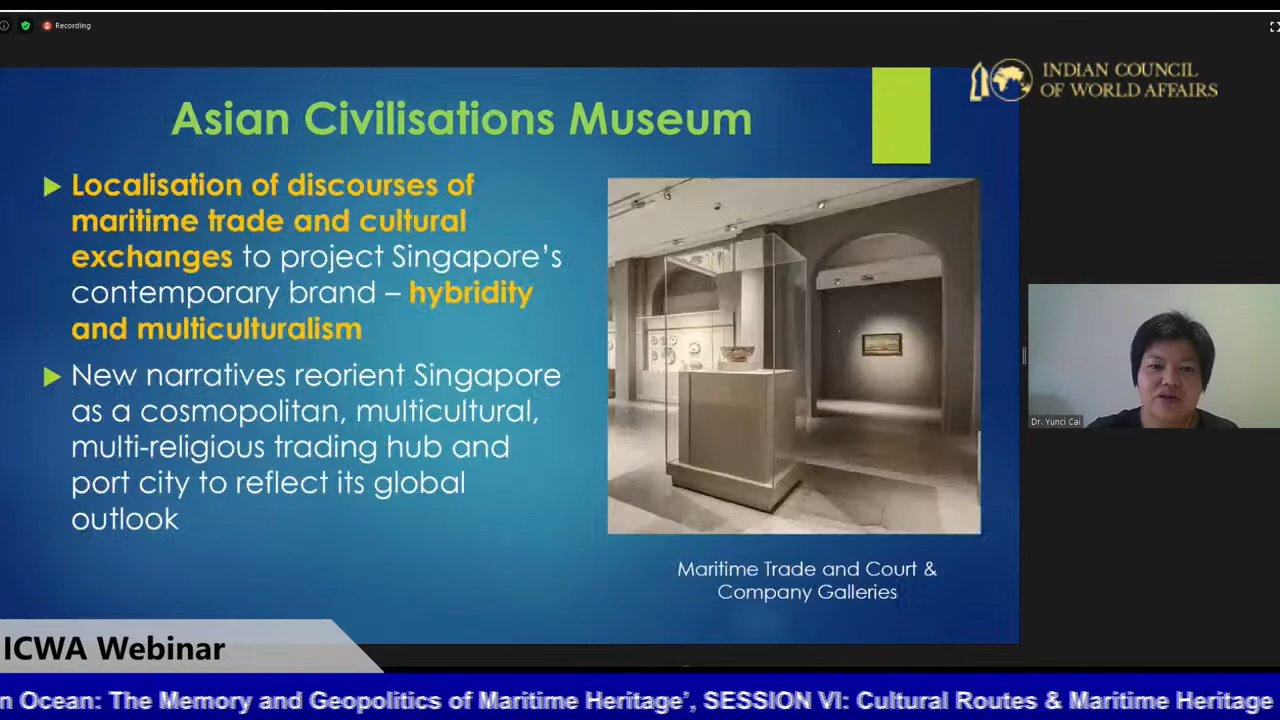 Recording
INDIAN COUNCIL
OF WORLD AFFAIRS
Asian Civilisations Museum
Localisation of discourses of
maritime trade and cultural
exchanges to project Singapore’s
contemporary brand – hybridity
and multiculturalism
New narratives reorient Singapore
as a cosmopolitan, multicultural,
multi-religious trading hub and
port city to reflect its global
outlook
Maritime Trade and Court &
Company Galleries
Dr. Yunci Cai
ICWA Webinar
n Ocean: The Memory and Geopolitics of Maritime Heritage”, SESSION VI: Cultural Routes & Maritime Heritage